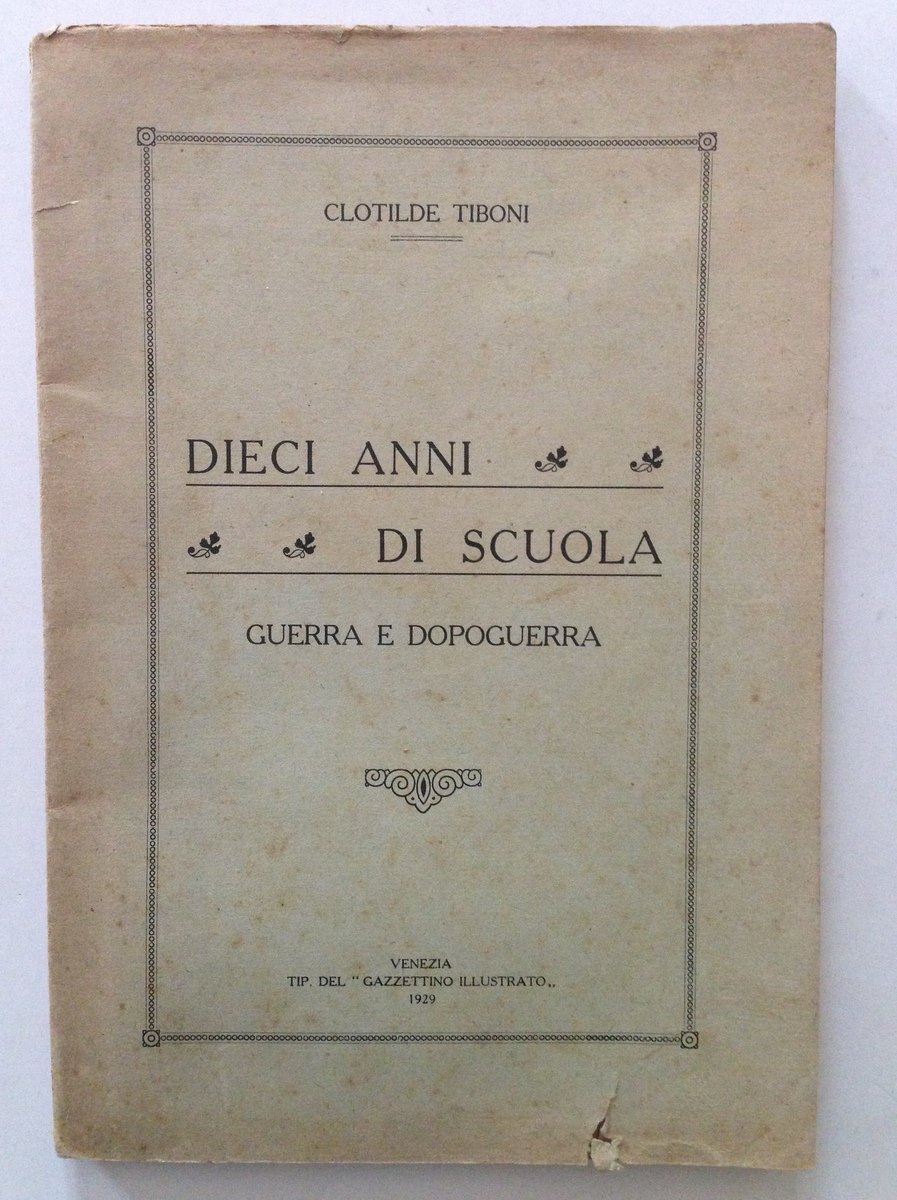 CLOTILDE TIBONI
DIECI ANNI
DI SCUOLA
GUERRA E DOPOGUERRA
VENEZIA
TIP. DEL “ GAZZETTINO ILLUSTRATO „
1929